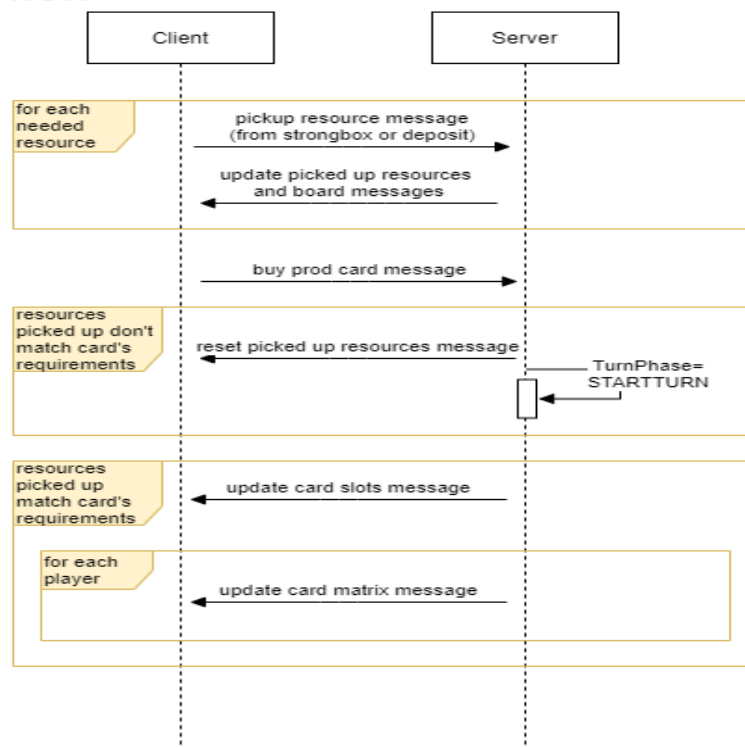 Client
Server
for each
needed
resource
pickup resource message
(from strongbox or deposit)
update picked up resources
and board messages
buy prod card message
resources
picked up don't
match card's
requirements
reset picked up resources message
TurnPhase=
STARTTURN
resources
picked up
match card's
requirements
update card slots message
for each
player
update card matrix message